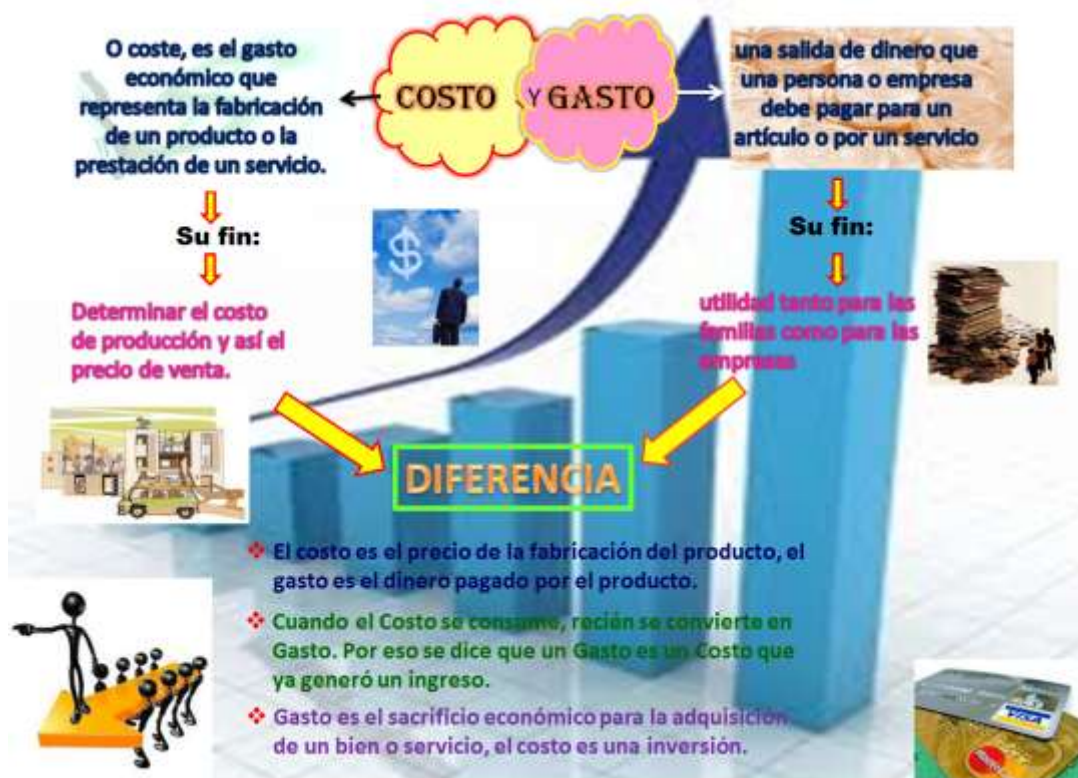 O coste, es el gasto
económico que
representa la fabricación
de un producto o la
prestación de un servicio.
COSTO Y GASTO
una salida de dinero que
una persona o empresa
debe pagar para un
artículo o por un servicio
Su fin:
Determinar el costo
de producción y así el
precio de venta.
Su fin:
utilidad tanto para las
familias como para las
empresas
$
DIFERENCIA
❖ El costo es el precio de la fabricación del producto, el
gasto es el dinero pagado por el producto.
❖ Cuando el Costo se consume, recién se convierte en
Gasto. Por eso se dice que un Gasto es un Costo que
ya generó un ingreso.
❖ Gasto es el sacrificio económico para la adquisición
de un bien o servicio, el costo es una inversión.
VISA